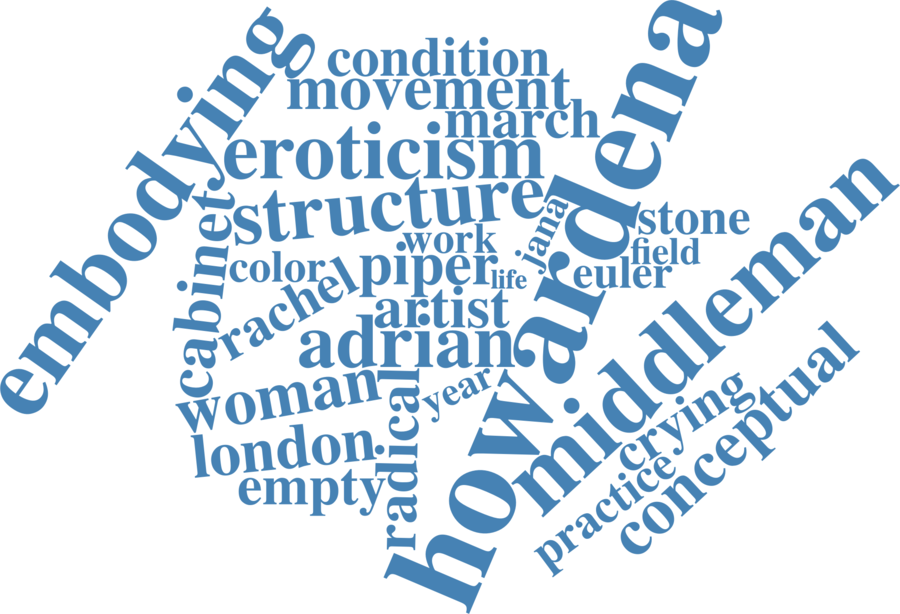 embodying
condition
movement
march
ardena
eroticism
structure
cabinet
work
jana
stone
field
color
piper
life
euler
rachel
artist
middleman
adrian
woman
year
how
radical
london
crying
conceptual
empty
practice